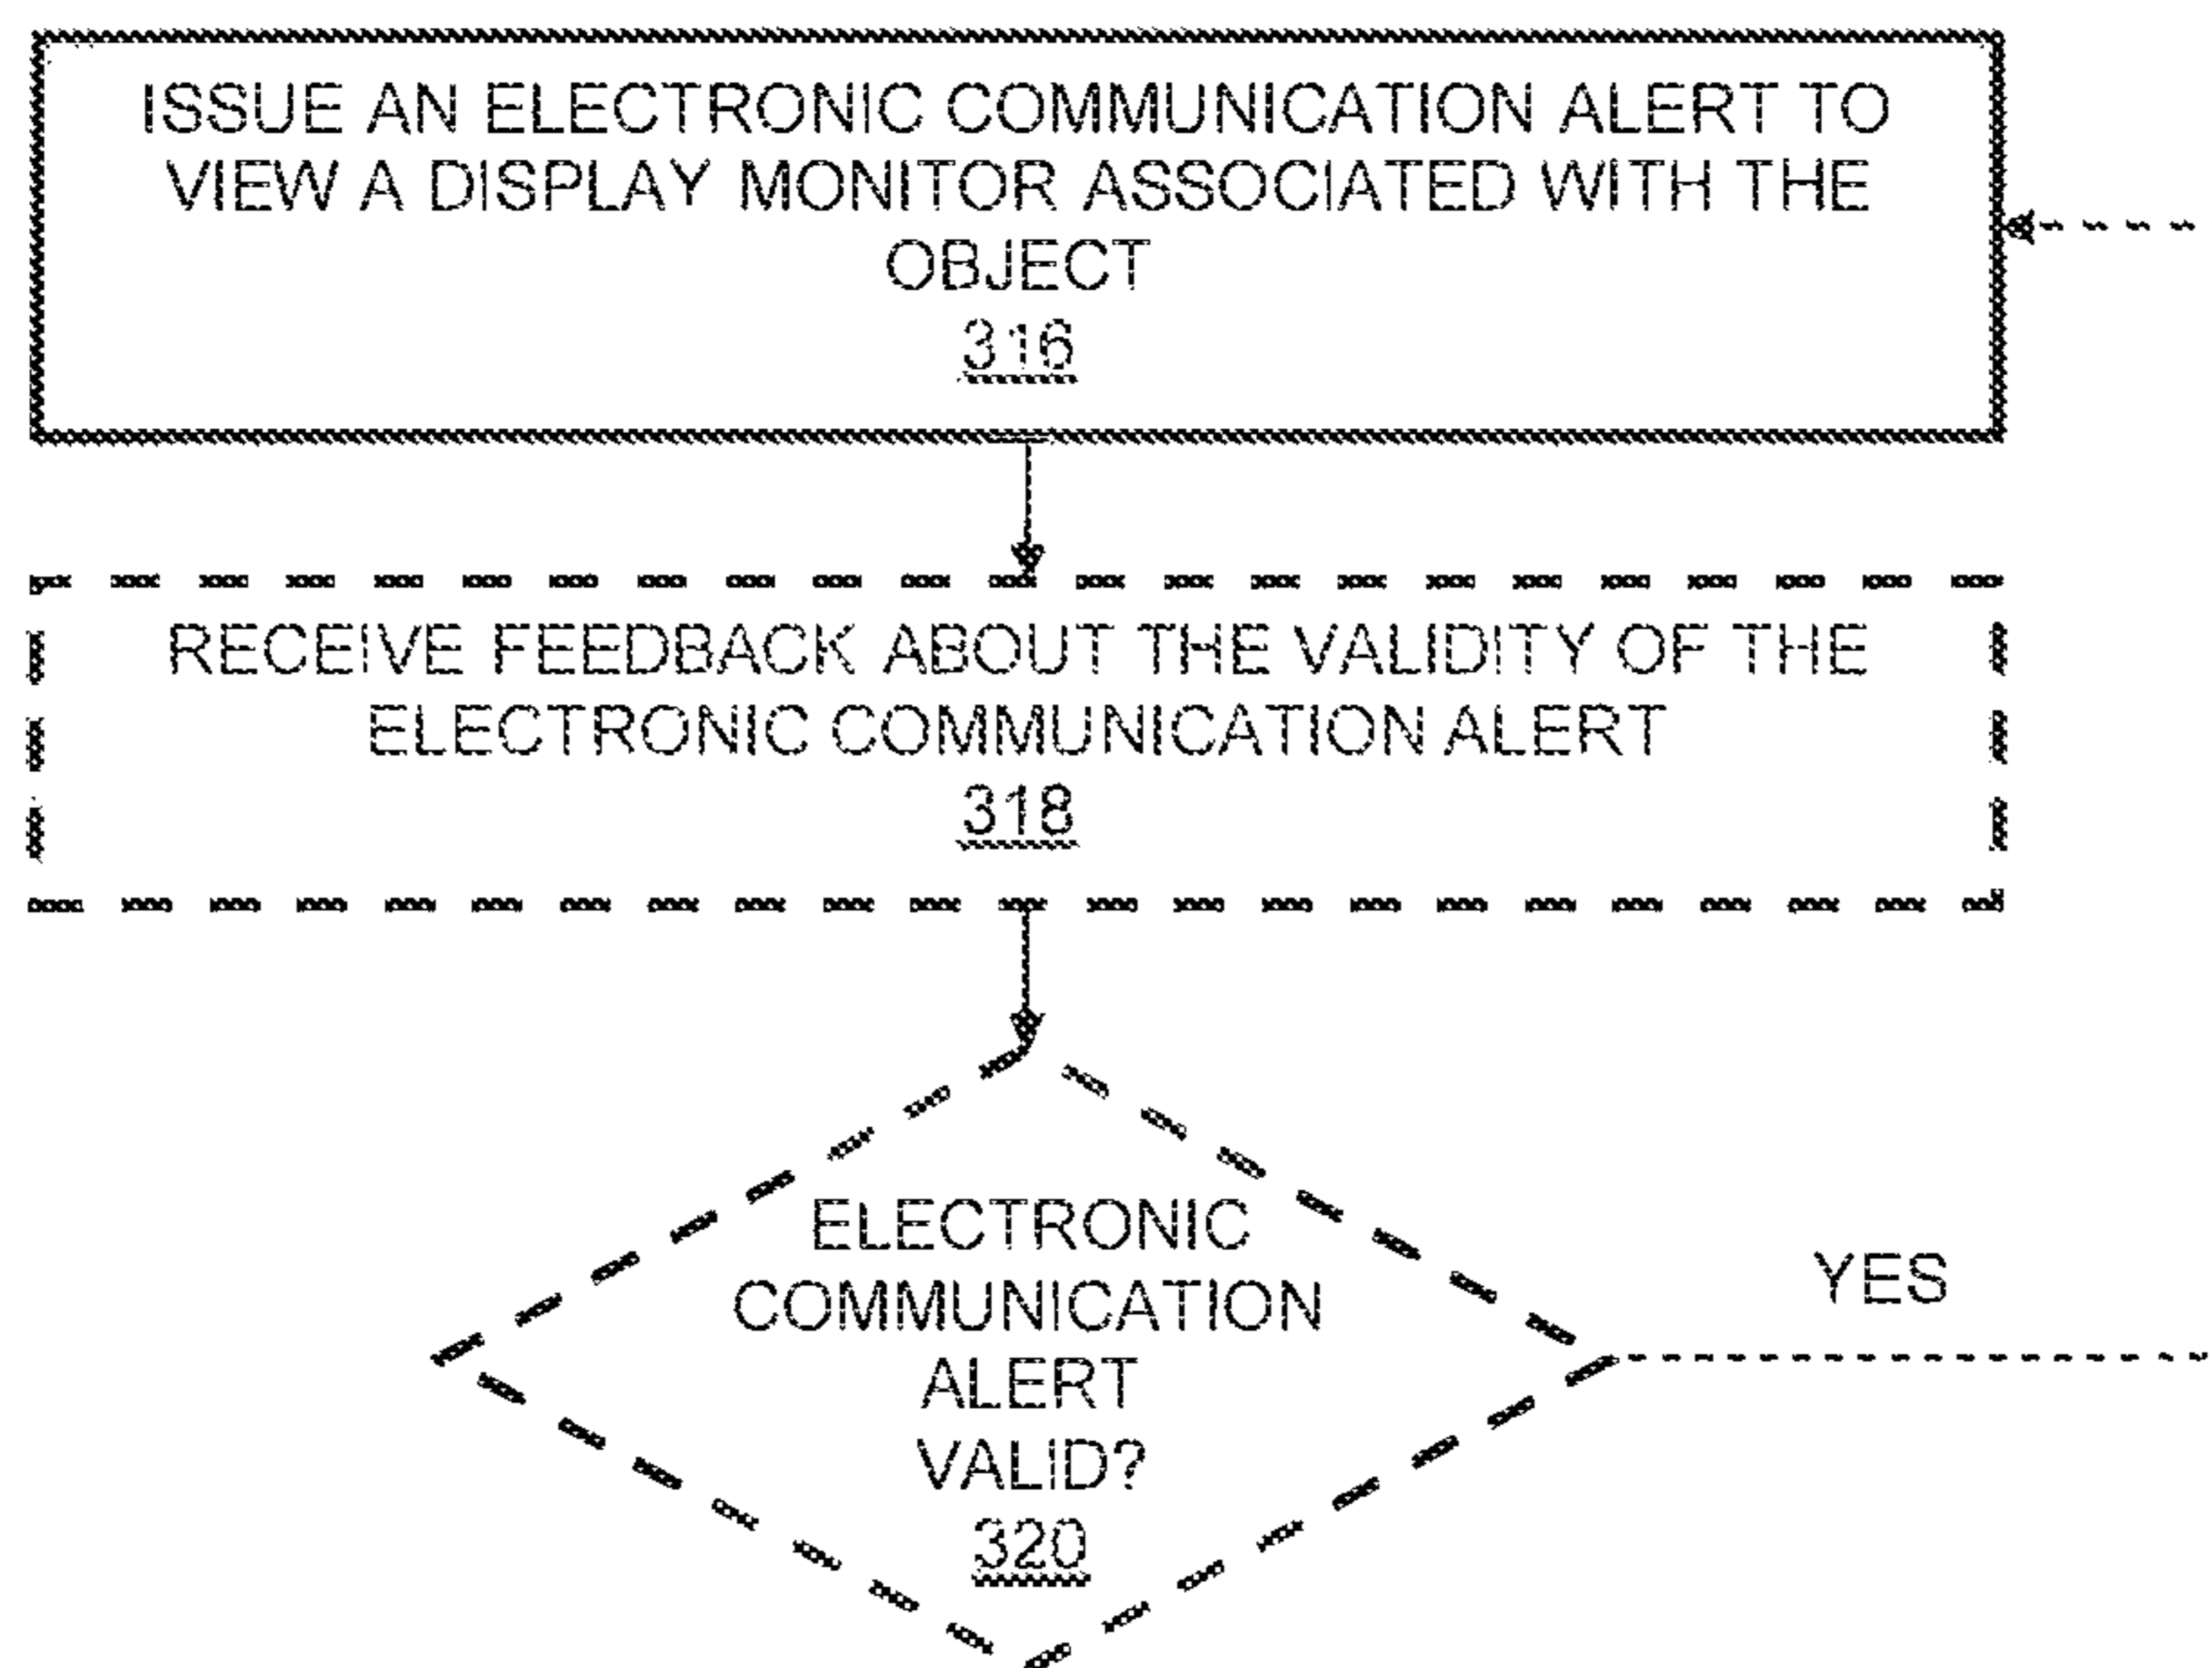 ISSUE AN ELECTRONIC COMMUNICATION ALERT TO
VIEW A DISPLAY MONITOR ASSOCIATED WITH THE
OBJECT
316
RECEIVE FEEDBACK ABOUT THE VALIDITY OF THE
ELECTRONIC COMMUNICATION ALERT
318
ELECTRONIC
COMMUNICATION
ALERT
VALID?
320
YES